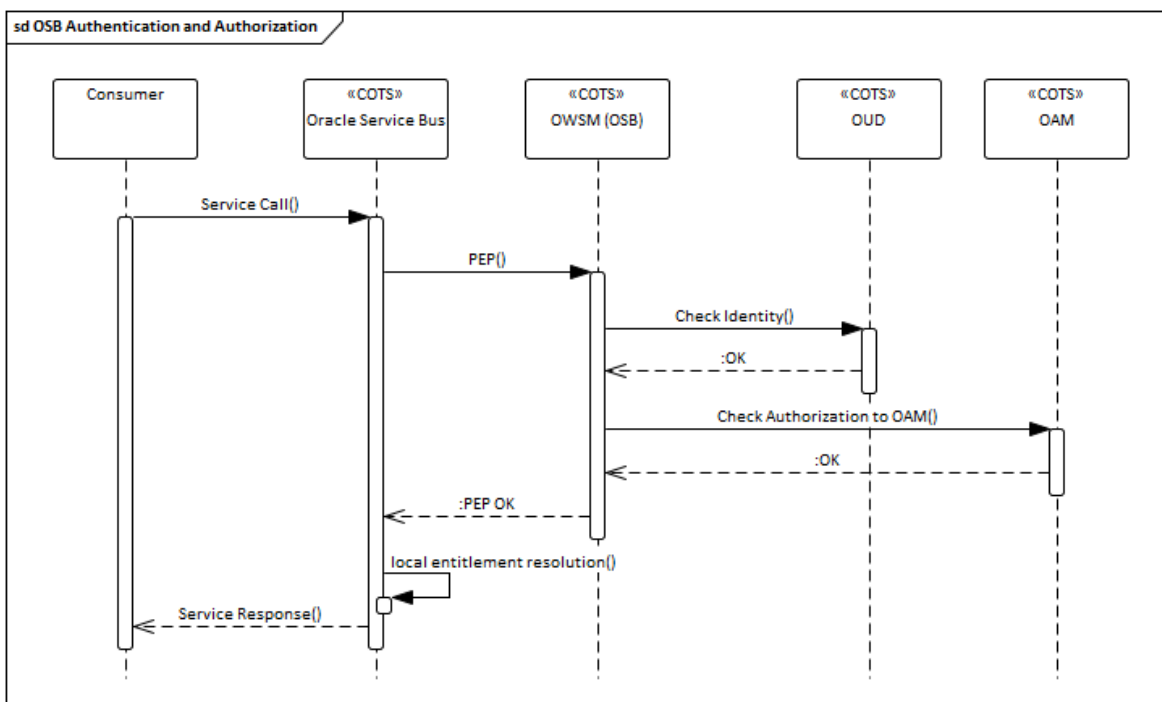 sd OSB Authentication and Authorization
Consumer
«COTS»
Oracle Service Bus
«COTS»
OWSM (OSB)
«COTS»
OUD
«COTS»
OAM
Service Call()
PEP()
Check Identity()
:OK
Check Authorization to OAM()
:OK
:PEP OK
local entitlement resolution()
Service Response()